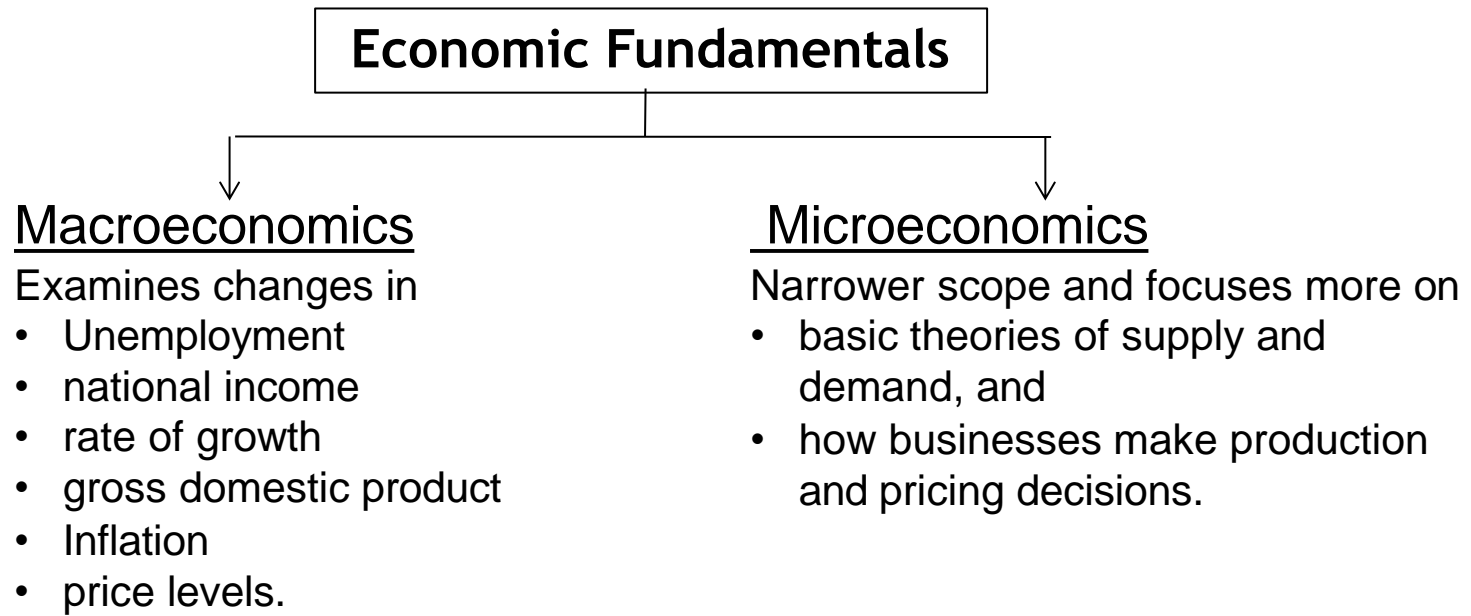 Economic Fundamentals
Macroeconomics
Examines changes in
• Unemployment
• national income
• rate of growth
• gross domestic product
• Inflation
• price levels.
Microeconomics
Narrower scope and focuses more on
• basic theories of supply and
demand, and
• how businesses make production
and pricing decisions.